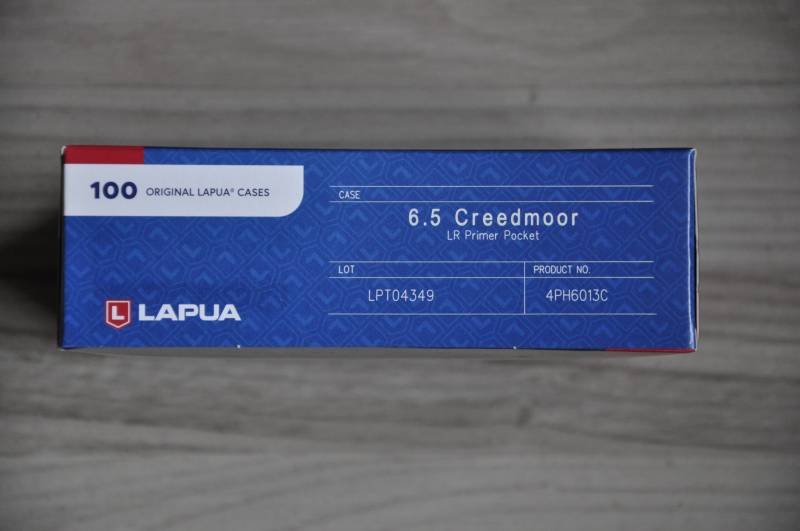 100 ORIGINAL LAPUA® CASES
CASE
6.5 Creedmoor
LR Primer Pocket
LOT
PRODUCT NO.
LPT04349
4PH6013C
L LAPUA